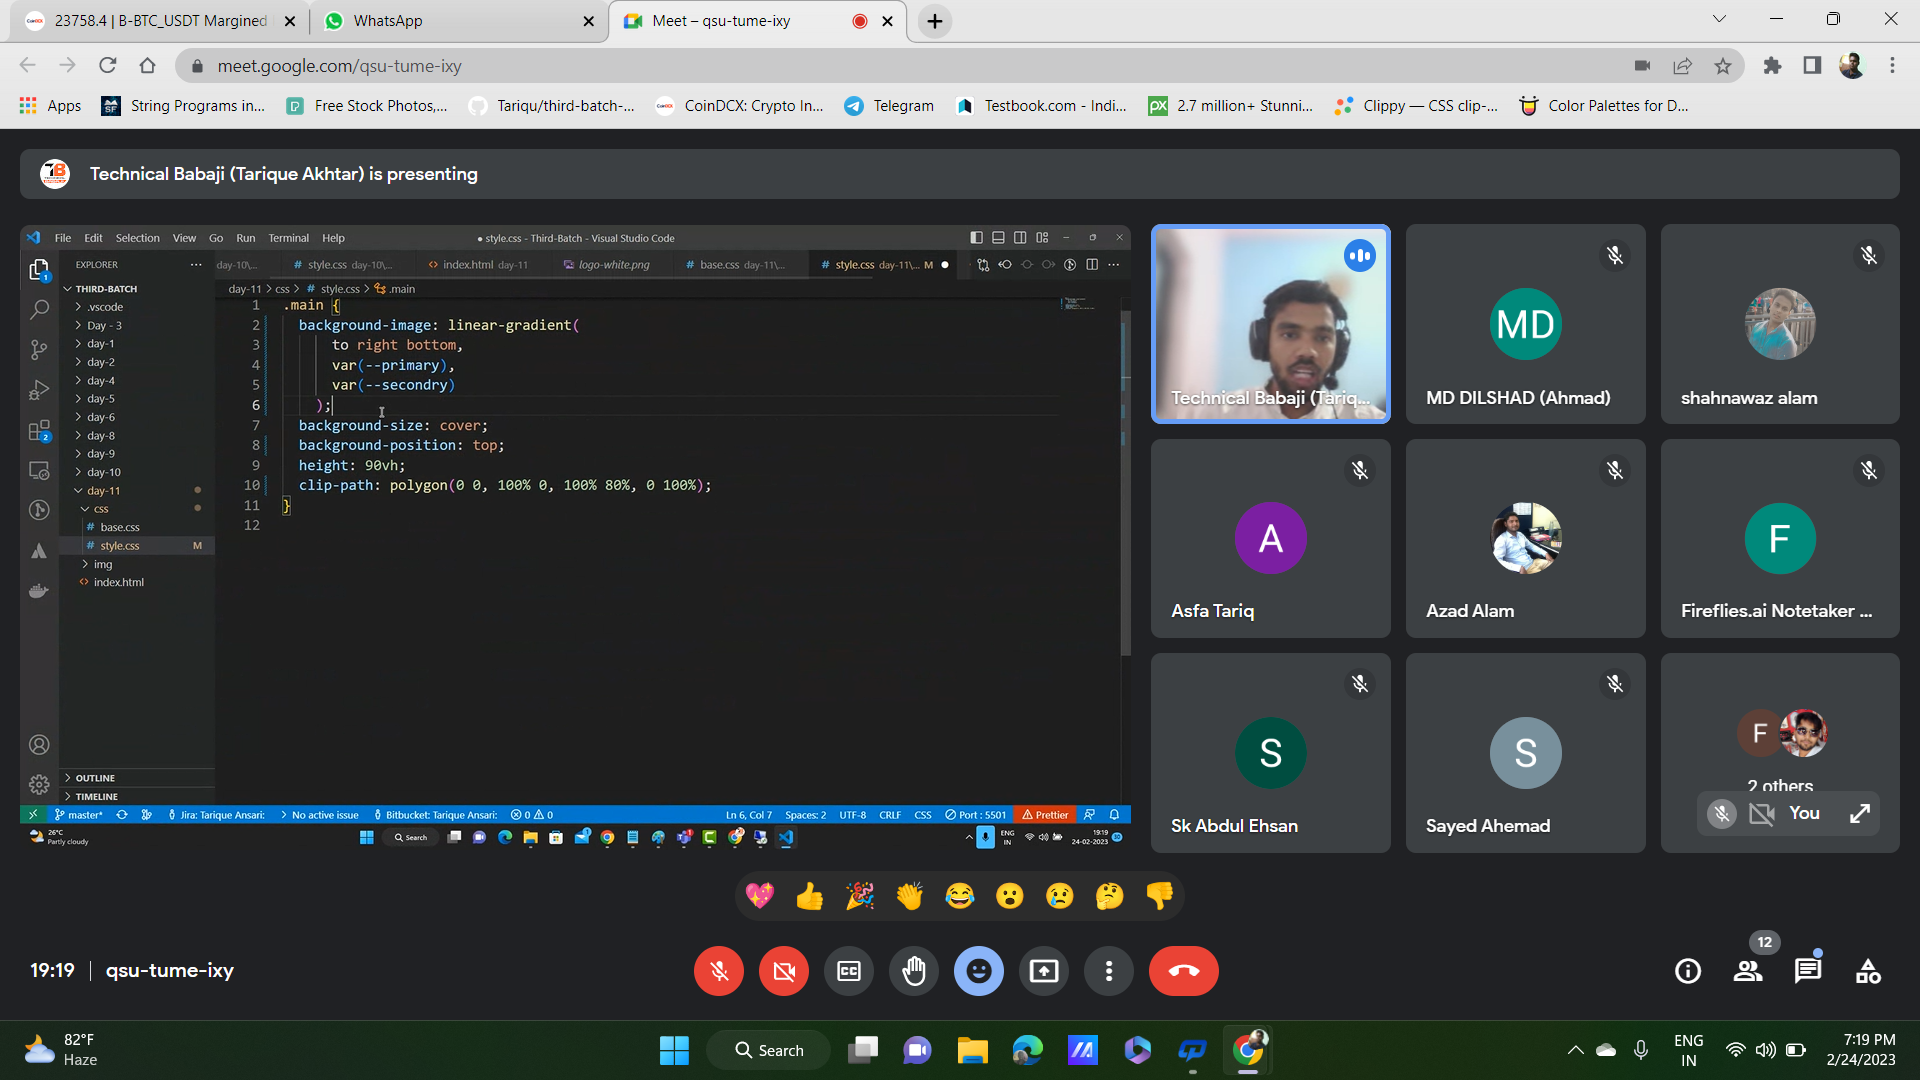 23758.4 | B-BTC_USDT Margined
WhatsApp
Meet – qsu-tume-ixy
meet.google.com/qsu-tume-ixy
Apps
String Programs in...
Free Stock Photos,...
Tariqu/third-batch-...
CoinDCX: Crypto In...
Telegram
Testbook.com - Indi...
2.7 million+ Stunni...
Clippy — CSS clip-...
Color Palettes for D...
Technical Babaji (Tarique Akhtar) is presenting
File Edit Selection View Go Run Terminal Help
● style.css - Third-Batch - Visual Studio Code
EXPLORER
day-10\...
# style.css day-10\...
index.html day-11
logo-white.png
# base.css day-11\...
# style.css day-11\... M
THIRD-BATCH
.vscode
Day - 3
day-1
day-2
day-4
day-5
day-6
day-8
day-9
day-10
day-11
css
# base.css
# style.css M
img
index.html
OUTLINE
TIMELINE
day-11 > css > # style.css > .main
1 .main {
2 background-image: linear-gradient(
3 to right bottom,
4 var(--primary),
5 var(--secondry)
6 );
7 background-size: cover;
8 background-position: top;
9 height: 90vh;
10 clip-path: polygon(0 0, 100% 0, 100% 80%, 0 100%);
11 }
12
master*
Jira: Tarique Ansari:
No active issue
Bitbucket: Tarique Ansari:
0 0
Ln 6, Col 7
Spaces: 2
UTF-8
CRLF
CSS
Port : 5501
Prettier
26°C
Partly cloudy
Search
ENG
IN
19:19
24-02-2023
Technical Babaji (Tariq...
MD
MD DILSHAD (Ahmad)
shahnawaz alam
A
Asfa Tariq
Azad Alam
F
Fireflies.ai Notetaker ...
S
Sk Abdul Ehsan
S
Sayed Ahemad
F
2 others
You
19:19
qsu-tume-ixy
12
82°F
Haze
Search
ENG
IN
7:19 PM
2/24/2023